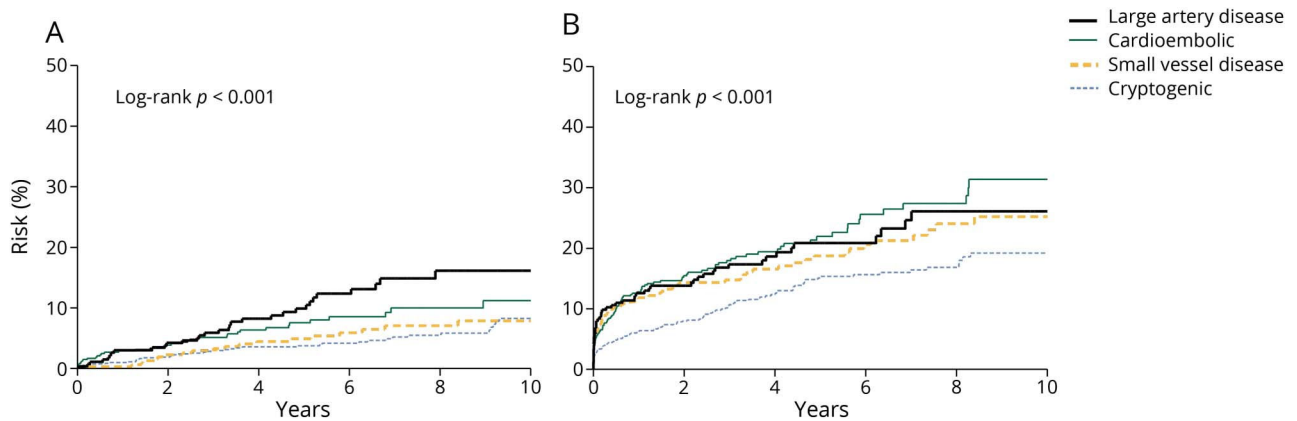 A
50
40
30
20
10
0
Risk (%)
Log-rank p < 0.001
0 2 4 6 8 10
Years
B
50
40
30
20
10
0
Log-rank p < 0.001
0 2 4 6 8 10
Years
Large artery disease
Cardioembolic
Small vessel disease
Cryptogenic